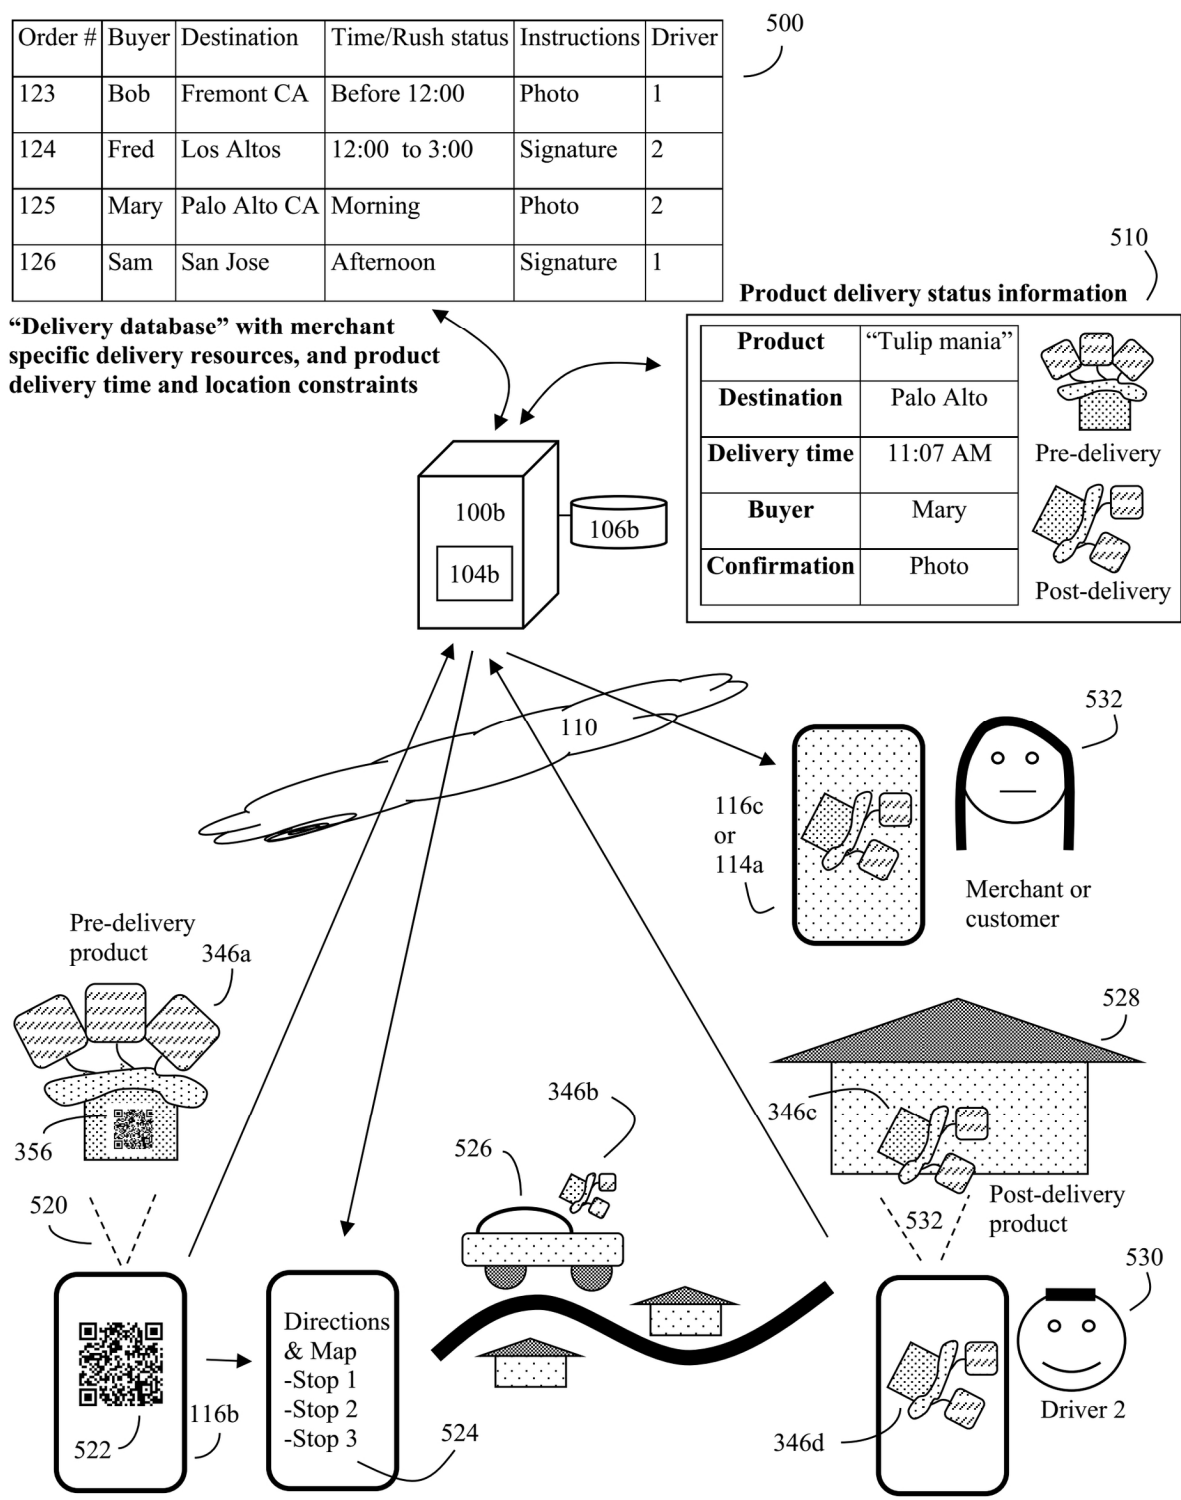 500
Order # Buyer Destination Time/Rush status Instructions Driver
123 Bob Fremont CA Before 12:00 Photo 1
124 Fred Los Altos 12:00 to 3:00 Signature 2
125 Mary Palo Alto CA Morning Photo 2
126 Sam San Jose Afternoon Signature 1
“Delivery database” with merchant
specific delivery resources, and product
delivery time and location constraints
510
Product delivery status information
Product “Tulip mania”
Destination Palo Alto
Delivery time 11:07 AM
Buyer Mary
Confirmation Photo
Pre-delivery
Post-delivery
100b
104b
106b
110
532
116c
or
114a
Merchant or
customer
Pre-delivery
product
346a
356
520
522
116b
Directions
& Map
-Stop 1
-Stop 2
-Stop 3
524
526
346b
528
346c
Post-delivery
product
532
530
346d
Driver 2